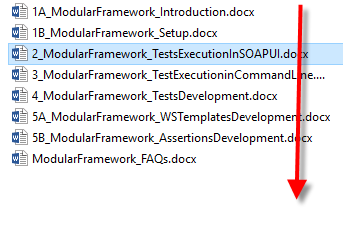 1A_ModularFramework_Introduction.docx
1B_ModularFramework_Setup.docx
2_ModularFramework_TestsExecutionInSOAPUI.docx
3_ModularFramework_TestExecutioninCommandLine....
4_ModularFramework_TestsDevelopment.docx
5A_ModularFramework_WSTemplatesDevelopment.docx
5B_ModularFramework_AssertionsDevelopment.docx
ModularFramework_FAQs.docx